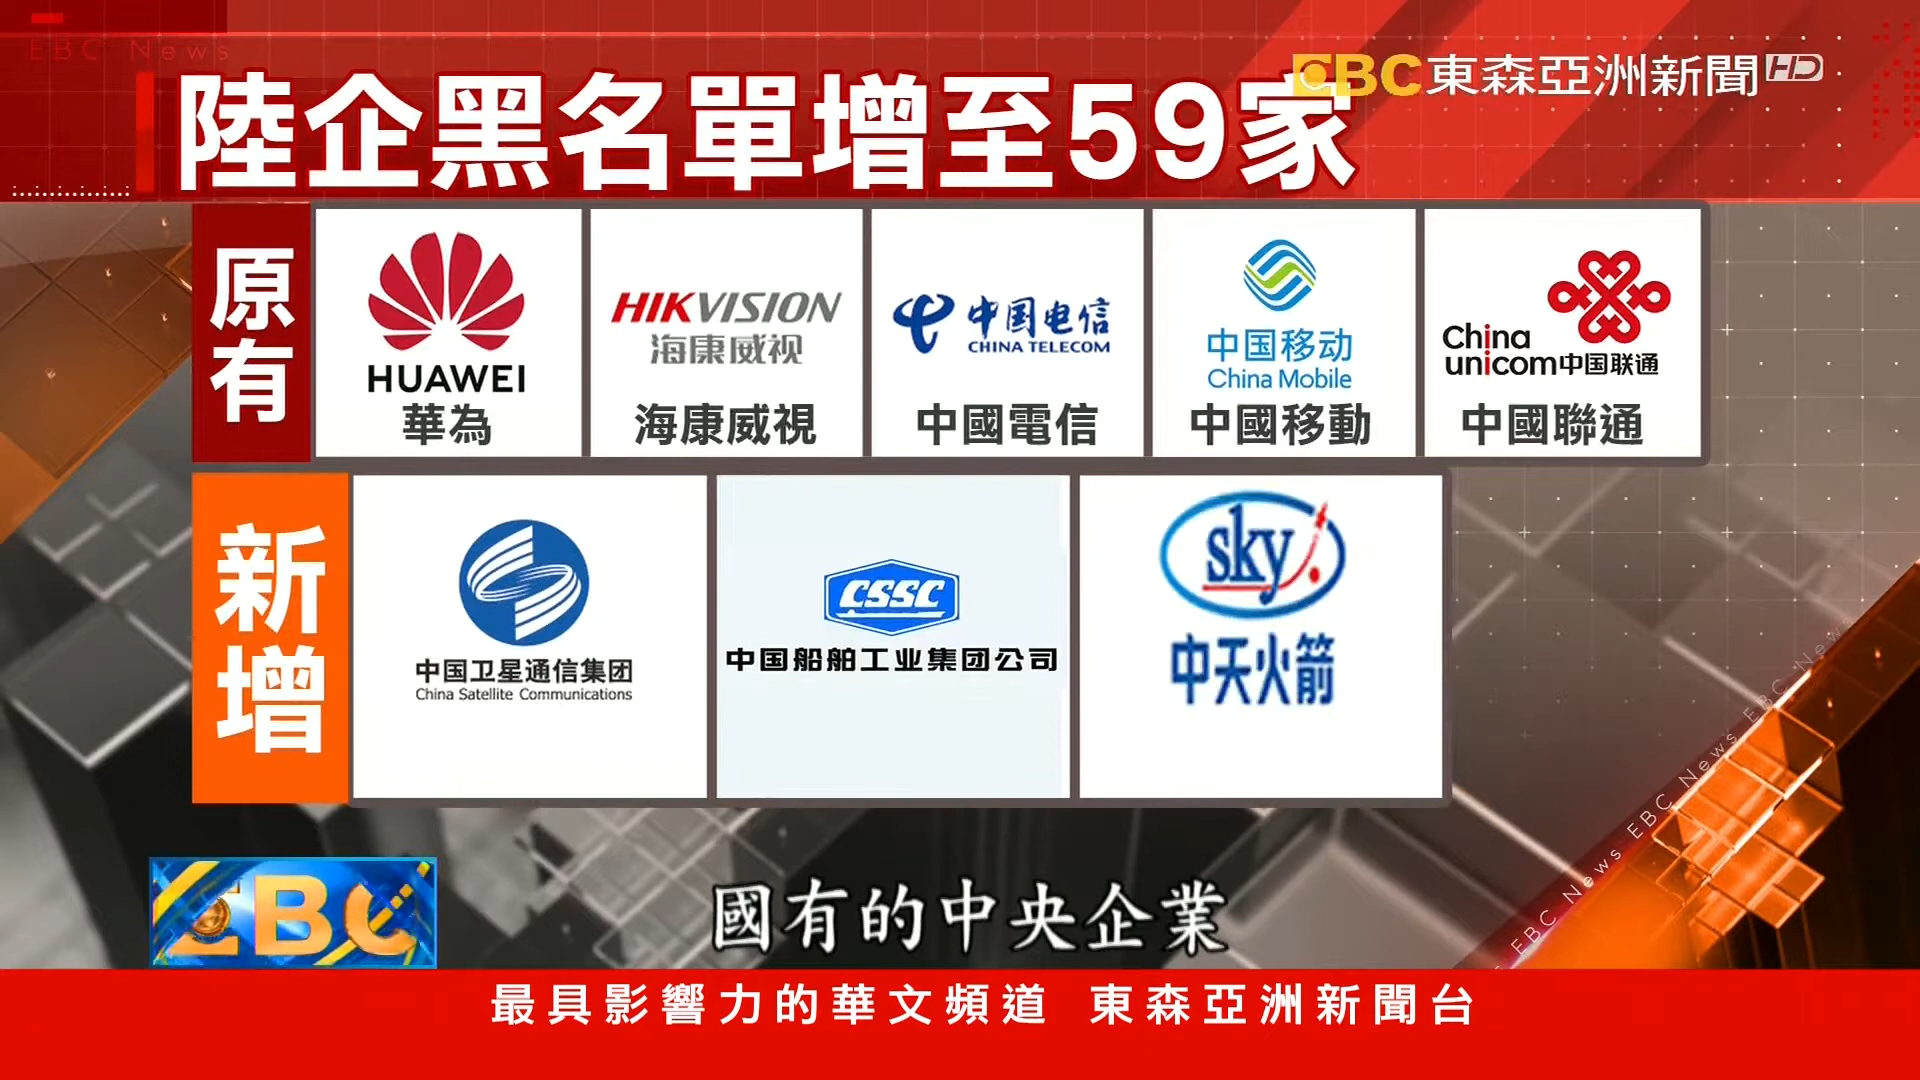 EBC News
EBC東森亞洲新聞HD
陸企黑名單增至59家
原有
HUAWEI
華為
HIKVISION
海康威视
海康威視
中国电信
CHINA TELECOM
中國電信
中国移动
China Mobile
中國移動
China
unicom中国联通
中國聯通
新增
中国卫星通信集团
China Satellite Communications
CSSC
中国船舶工业集团公司
sky
中天火箭
EBC News EBC News EBC News
EBC
國有的中央企業
最具影響力的華文頻道 東森亞洲新聞台